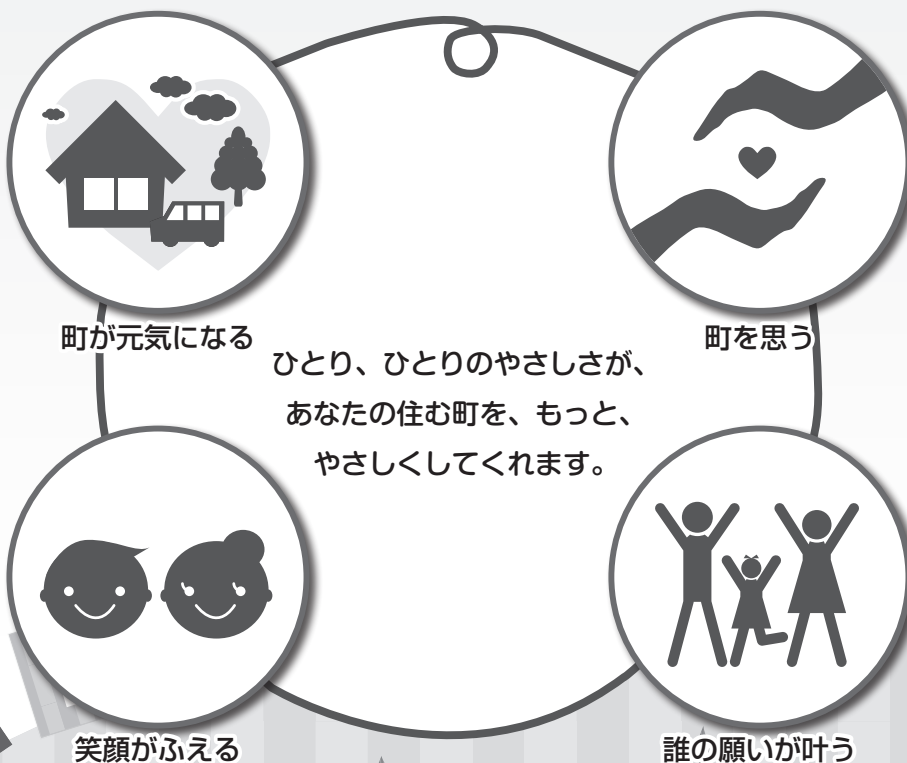 町が元気になる
町を思う
ひとり、ひとりのやさしさが、
あなたの住む町を、もっと、
やさしくしてくれます。
笑顔がふえる
誰の願いが叶う